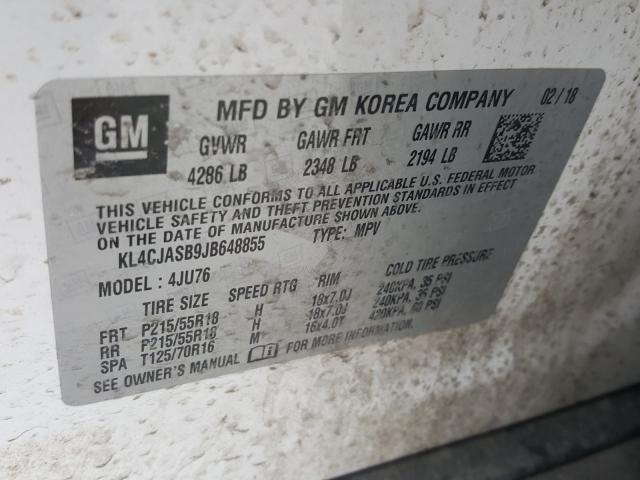 GM
MFD BY GM KOREA COMPANY 02/18
GVWR GAWR FRT GAWR RR
4286 LB 2348 LB 2194 LB
THIS VEHICLE CONFORMS TO ALL APPLICABLE U.S. FEDERAL MOTOR
VEHICLE SAFETY AND THEFT PREVENTION STANDARDS IN EFFECT
ON THE DATE OF MANUFACTURE SHOWN ABOVE.
KL4CJASB9JB648855 TYPE: MPV
MODEL : 4JU76
TIRE SIZE SPEED RTG RIM COLD TIRE PRESSURE
FRT P215/55R18 H 18x7.0J 240KPA, 35 PSI
RR P215/55R18 H 18x7.0J 240KPA, 35 PSI
SPA T125/70R16 M 16x4.0T 420KPA, 60 PSI
SEE OWNER'S MANUAL FOR MORE INFORMATION.